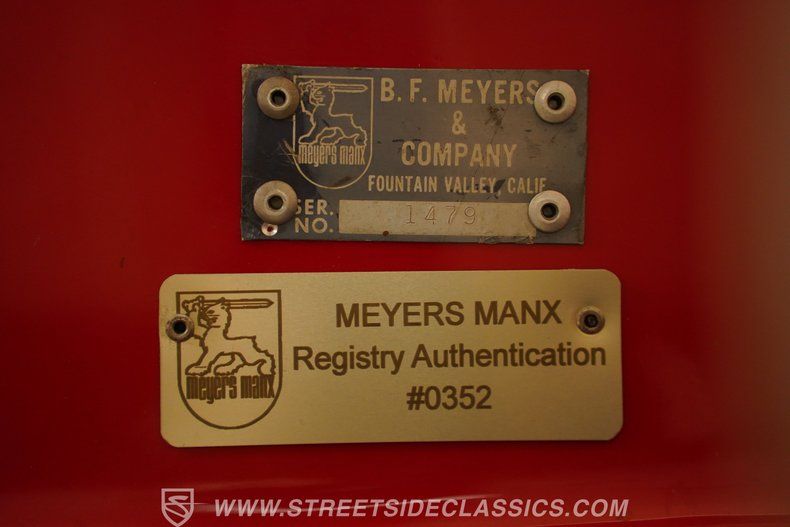 B. F. MEYERS
&
COMPANY
FOUNTAIN VALLEY, CALIF.
meyers manx
SER. NO. 1479
MEYERS MANX
Registry Authentication
#0352
meyers manx
WWW.STREETSIDECLASSICS.COM